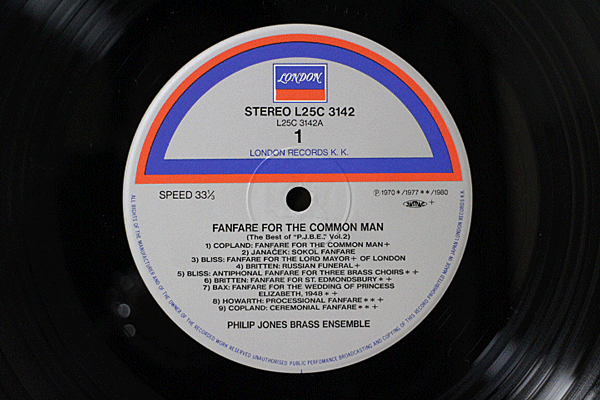 LONDON
STEREO L25C 3142
L25C 3142A
1
LONDON RECORDS K. K.
SPEED 33⅓
Ⓟ 1970*/1977**/1980
+
FANFARE FOR THE COMMON MAN
(The Best of "P.J.B.E.," Vol.2)
1) COPLAND: FANFARE FOR THE COMMON MAN+
2) JANACEK: SOKOL FANFARE
3) BLISS: FANFARE FOR THE LORD MAYOR+ OF LONDON
4) BRITTEN: RUSSIAN FUNERAL+
5) BLISS: ANTIPHONAL FANFARE FOR THREE BRASS CHOIRS*+
6) BRITTEN: FANFARE FOR ST. EDMONDSBURY*+
7) BAX: FANFARE FOR THE WEDDING OF PRINCESS
ELIZABETH, 1948*+
8) HOWARTH: PROCESSIONAL FANFARE**+
9) COPLAND: CEREMONIAL FANFARE**+
PHILIP JONES BRASS ENSEMBLE
ALL RIGHTS OF THE MANUFACTURER AND OF THE OWNER OF THE RECORDED WORK RESERVED UNAUTHORISED PUBLIC PERFOMANCE BROADCASTING AND COPYING OF THIS RECORD PROHIBITED MADE IN JAPAN LONDON RECORDS K.K.